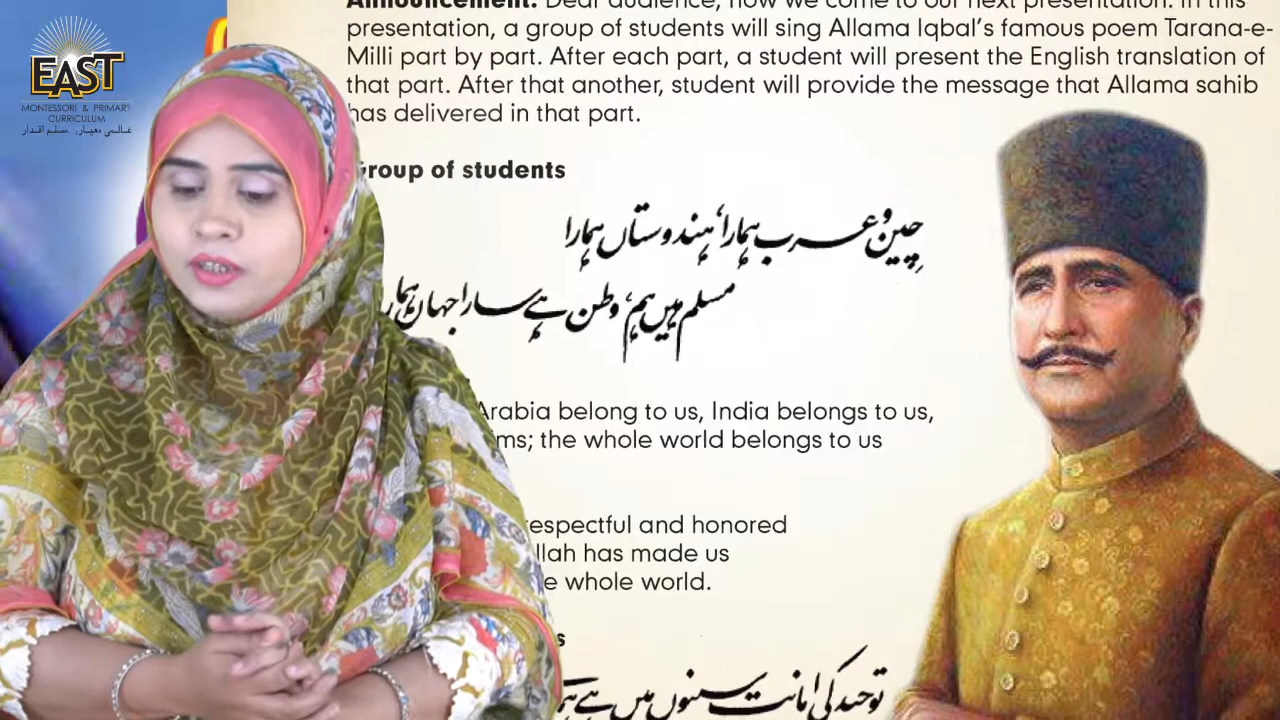 EAST
MONTESSORI & PRIMARY
CURRICULUM
عالمی معیار، مسلم اقدار
Announcement: Dear audience, now we come to our next presentation. In this
presentation, a group of students will sing Allama Iqbal's famous poem Tarana-e-
Milli part by part. After each part, a student will present the English translation of
that part. After that another, student will provide the message that Allama sahib
has delivered in that part.
Group of students
چین و عرب ہمارا، ہندوستاں ہمارا
مسلم ہیں ہم، وطن ہے سارا جہاں ہمارا
Arabia belong to us, India belongs to us,
ms; the whole world belongs to us
respectful and honored
llah has made us
e whole world.
s
توحید کی امانت سینوں میں ہے